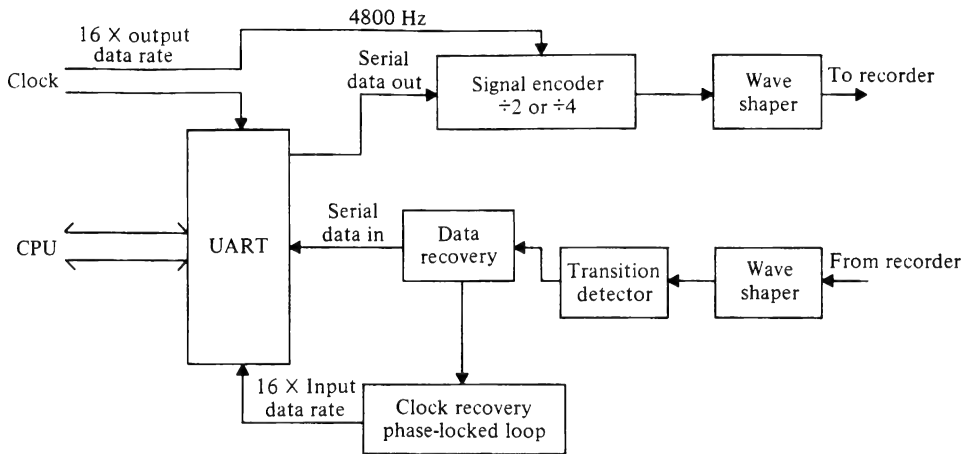 4800 Hz
16 X output
data rate
Clock
Serial
data out
Signal encoder
÷2 or ÷4
Wave
shaper
To recorder
CPU
UART
Serial
data in
Data
recovery
Transition
detector
Wave
shaper
From recorder
16 X Input
data rate
Clock recovery
phase-locked loop